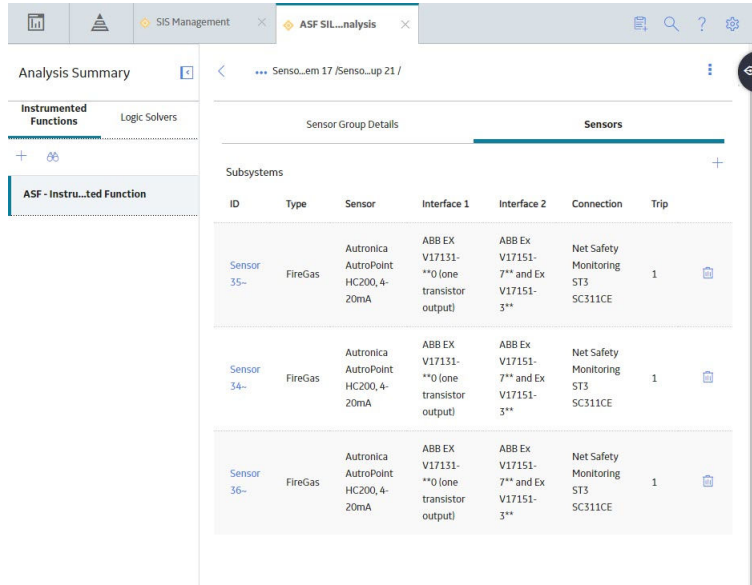 SIS Management
ASF SIL...nalysis
Analysis Summary
••• Senso...em 17 /Senso...up 21 /
Instrumented
Functions
Logic Solvers
Sensor Group Details
Sensors
ASF - Instru...ted Function
Subsystems
ID Type Sensor Interface 1 Interface 2 Connection Trip
Sensor
35~
FireGas
Autronica
AutroPoint
HC200, 4-
20mA
ABB EX
V17131-
**0 (one
transistor
output)
ABB Ex
V17151-
7** and Ex
V17151-
3**
Net Safety
Monitoring
ST3
SC311CE
1
Sensor
34~
FireGas
Autronica
AutroPoint
HC200, 4-
20mA
ABB EX
V17131-
**0 (one
transistor
output)
ABB Ex
V17151-
7** and Ex
V17151-
3**
Net Safety
Monitoring
ST3
SC311CE
1
Sensor
36~
FireGas
Autronica
AutroPoint
HC200, 4-
20mA
ABB EX
V17131-
**0 (one
transistor
output)
ABB Ex
V17151-
7** and Ex
V17151-
3**
Net Safety
Monitoring
ST3
SC311CE
1